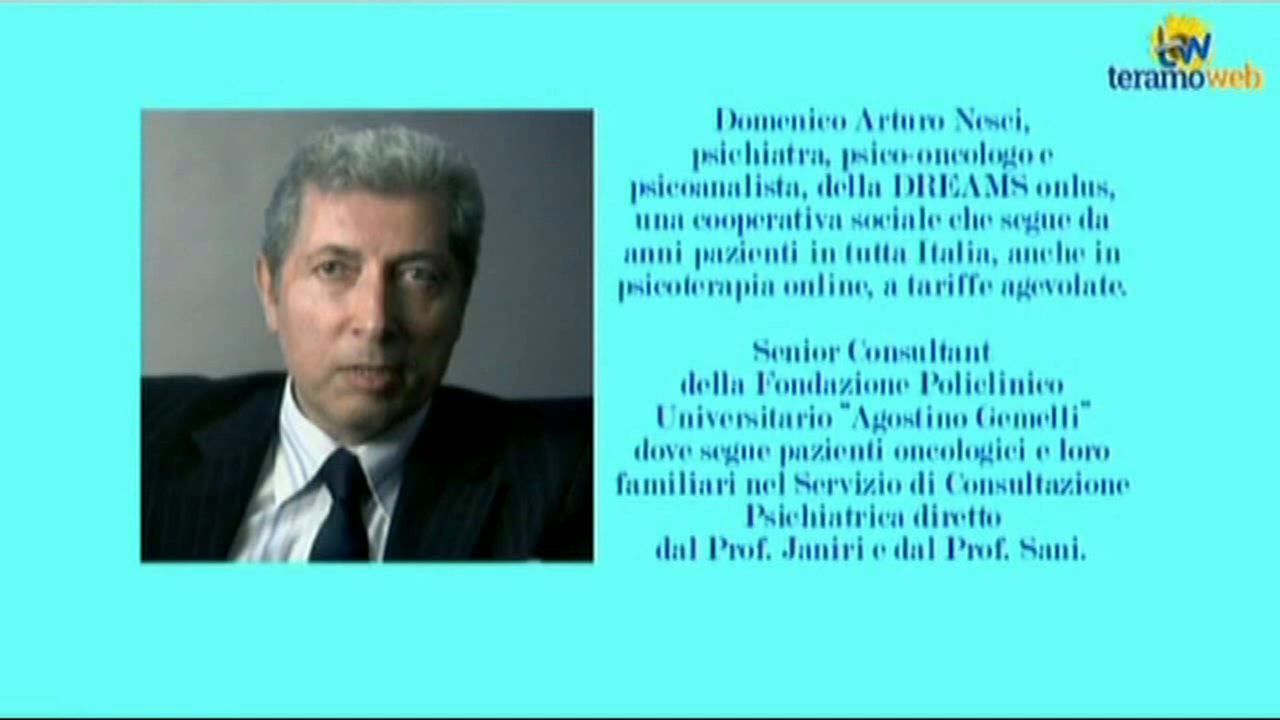 teramoweb
Domenico Arturo Nesci,
psichiatra, psico-oncologo e
psicoanalista, della DREAMS onlus,
una cooperativa sociale che segue da
anni pazienti in tutta Italia, anche in
psicoterapia online, a tariffe agevolate.
Senior Consultant
della Fondazione Policlinico
Universitario "Agostino Gemelli"
dove segue pazienti oncologici e loro
familiari nel Servizio di Consultazione
Psichiatrica diretto
dal Prof. Janiri e dal Prof. Sani.